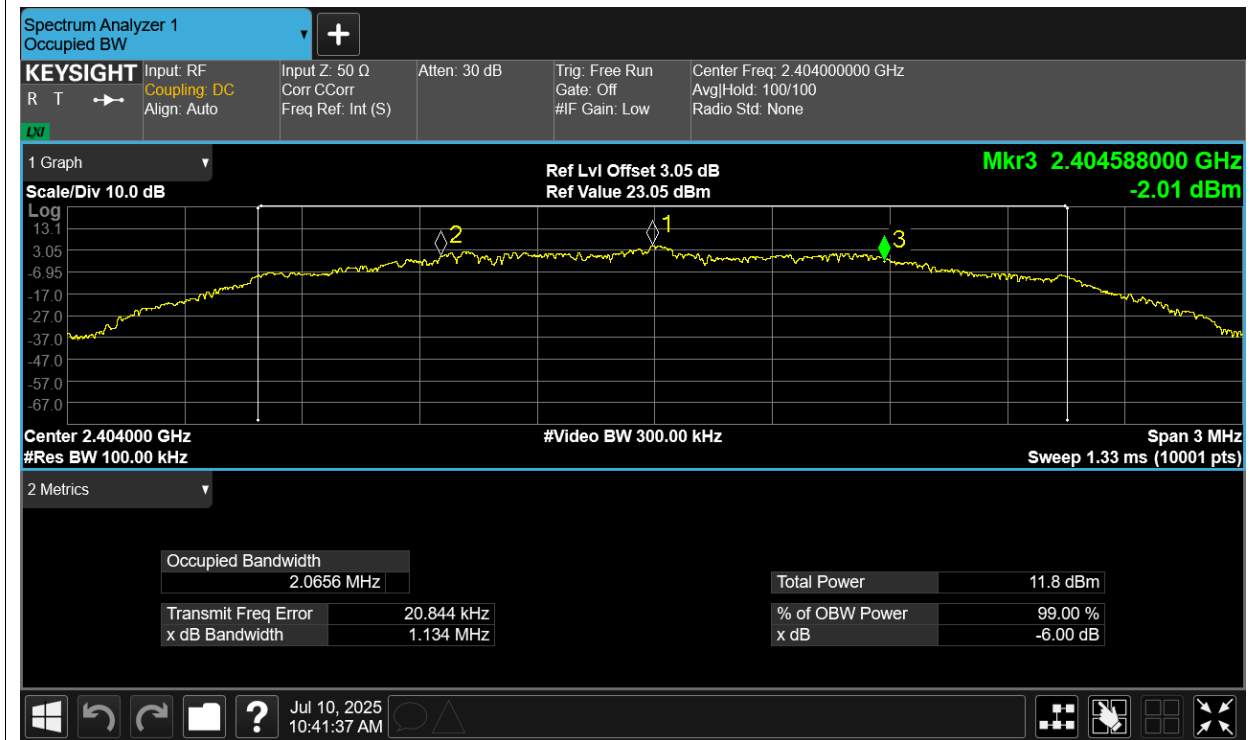 Spectrum Analyzer 1
Occupied BW
KEYSIGHT
R T
LXI
Input: RF
Coupling: DC
Align: Auto
Input Z: 50 Ω
Corr CCorr
Freq Ref: Int (S)
Atten: 30 dB
Trig: Free Run
Gate: Off
#IF Gain: Low
Center Freq: 2.404000000 GHz
Avg|Hold: 100/100
Radio Std: None
1 Graph
Scale/Div 10.0 dB
Ref Lvl Offset 3.05 dB
Ref Value 23.05 dBm
Mkr3 2.404588000 GHz
-2.01 dBm
Log
13.1
3.05
-6.95
-17.0
-27.0
-37.0
-47.0
-57.0
-67.0
2
1
3
Center 2.404000 GHz
#Res BW 100.00 kHz
#Video BW 300.00 kHz
Span 3 MHz
Sweep 1.33 ms (10001 pts)
2 Metrics
Occupied Bandwidth
2.0656 MHz
Transmit Freq Error 20.844 kHz
x dB Bandwidth 1.134 MHz
Total Power 11.8 dBm
% of OBW Power 99.00 %
x dB -6.00 dB
?
Jul 10, 2025
10:41:37 AM